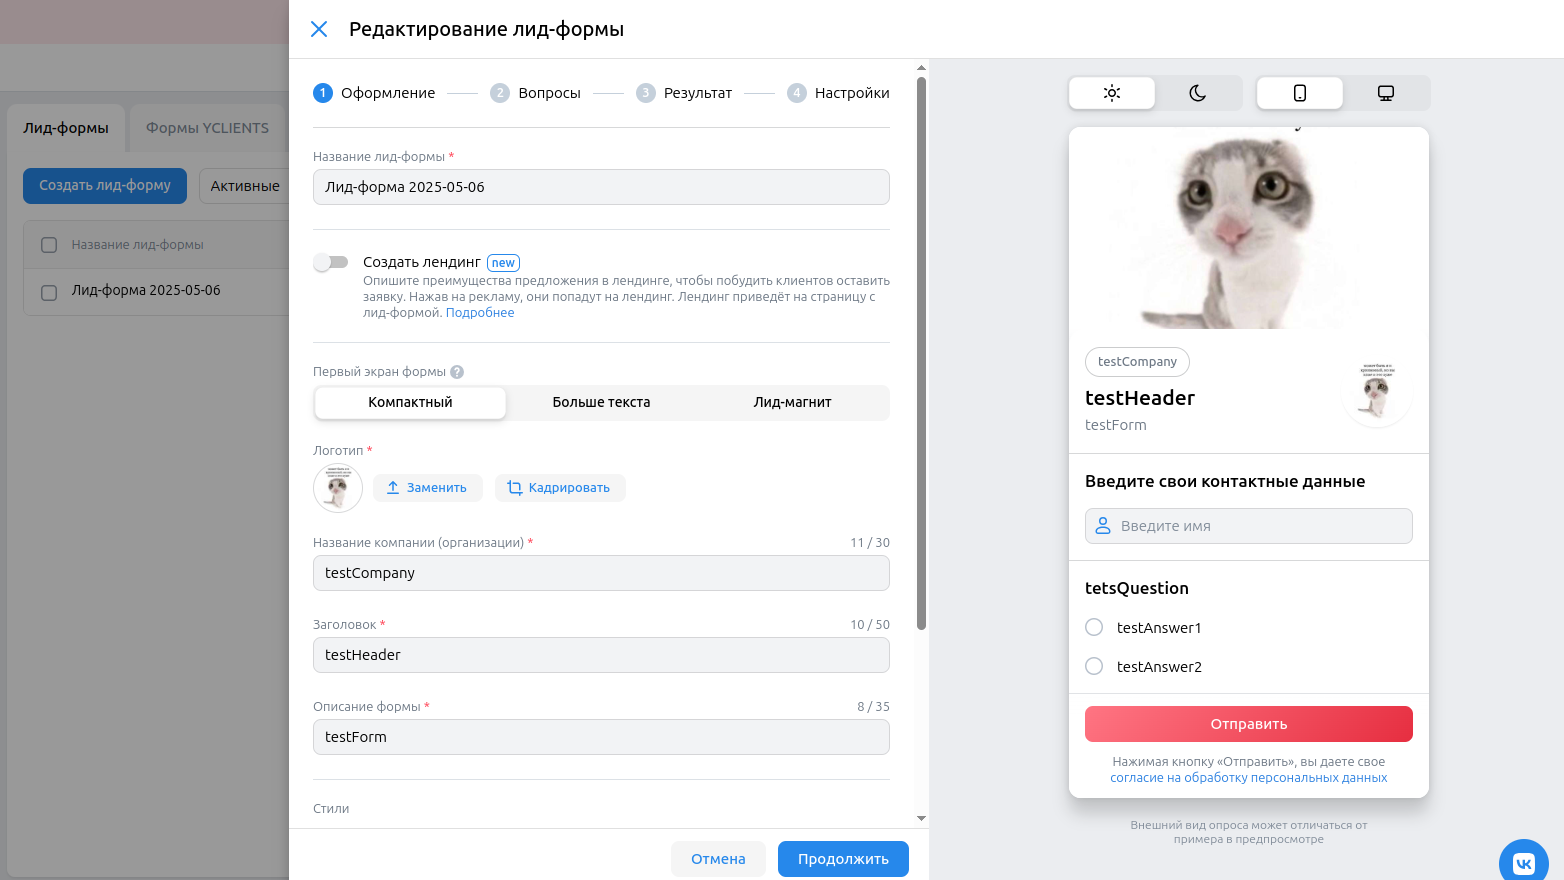 Редактирование лид-формы
Лид-формы
Формы YCLIENTS
Создать лид-форму
Активные
Название лид-формы
Лид-форма 2025-05-06
1 Оформление
2 Вопросы
3 Результат
4 Настройки
Название лид-формы *
Лид-форма 2025-05-06
Создать лендинг new
Опишите преимущества предложения в лендинге, чтобы побудить клиентов оставить
заявку. Нажав на рекламу, они попадут на лендинг. Лендинг приведёт на страницу с
лид-формой. Подробнее
Первый экран формы ?
Компактный
Больше текста
Лид-магнит
Логотип *
Заменить
Кадрировать
Название компании (организации) *
11 / 30
testCompany
Заголовок *
10 / 50
testHeader
Описание формы *
8 / 35
testForm
Стили
Отмена
Продолжить
testCompany
testHeader
testForm
Введите свои контактные данные
Введите имя
tetsQuestion
testAnswer1
testAnswer2
Отправить
Нажимая кнопку «Отправить», вы даете свое
согласие на обработку персональных данных
Внешний вид опроса может отличаться от
примера в предпросмотре